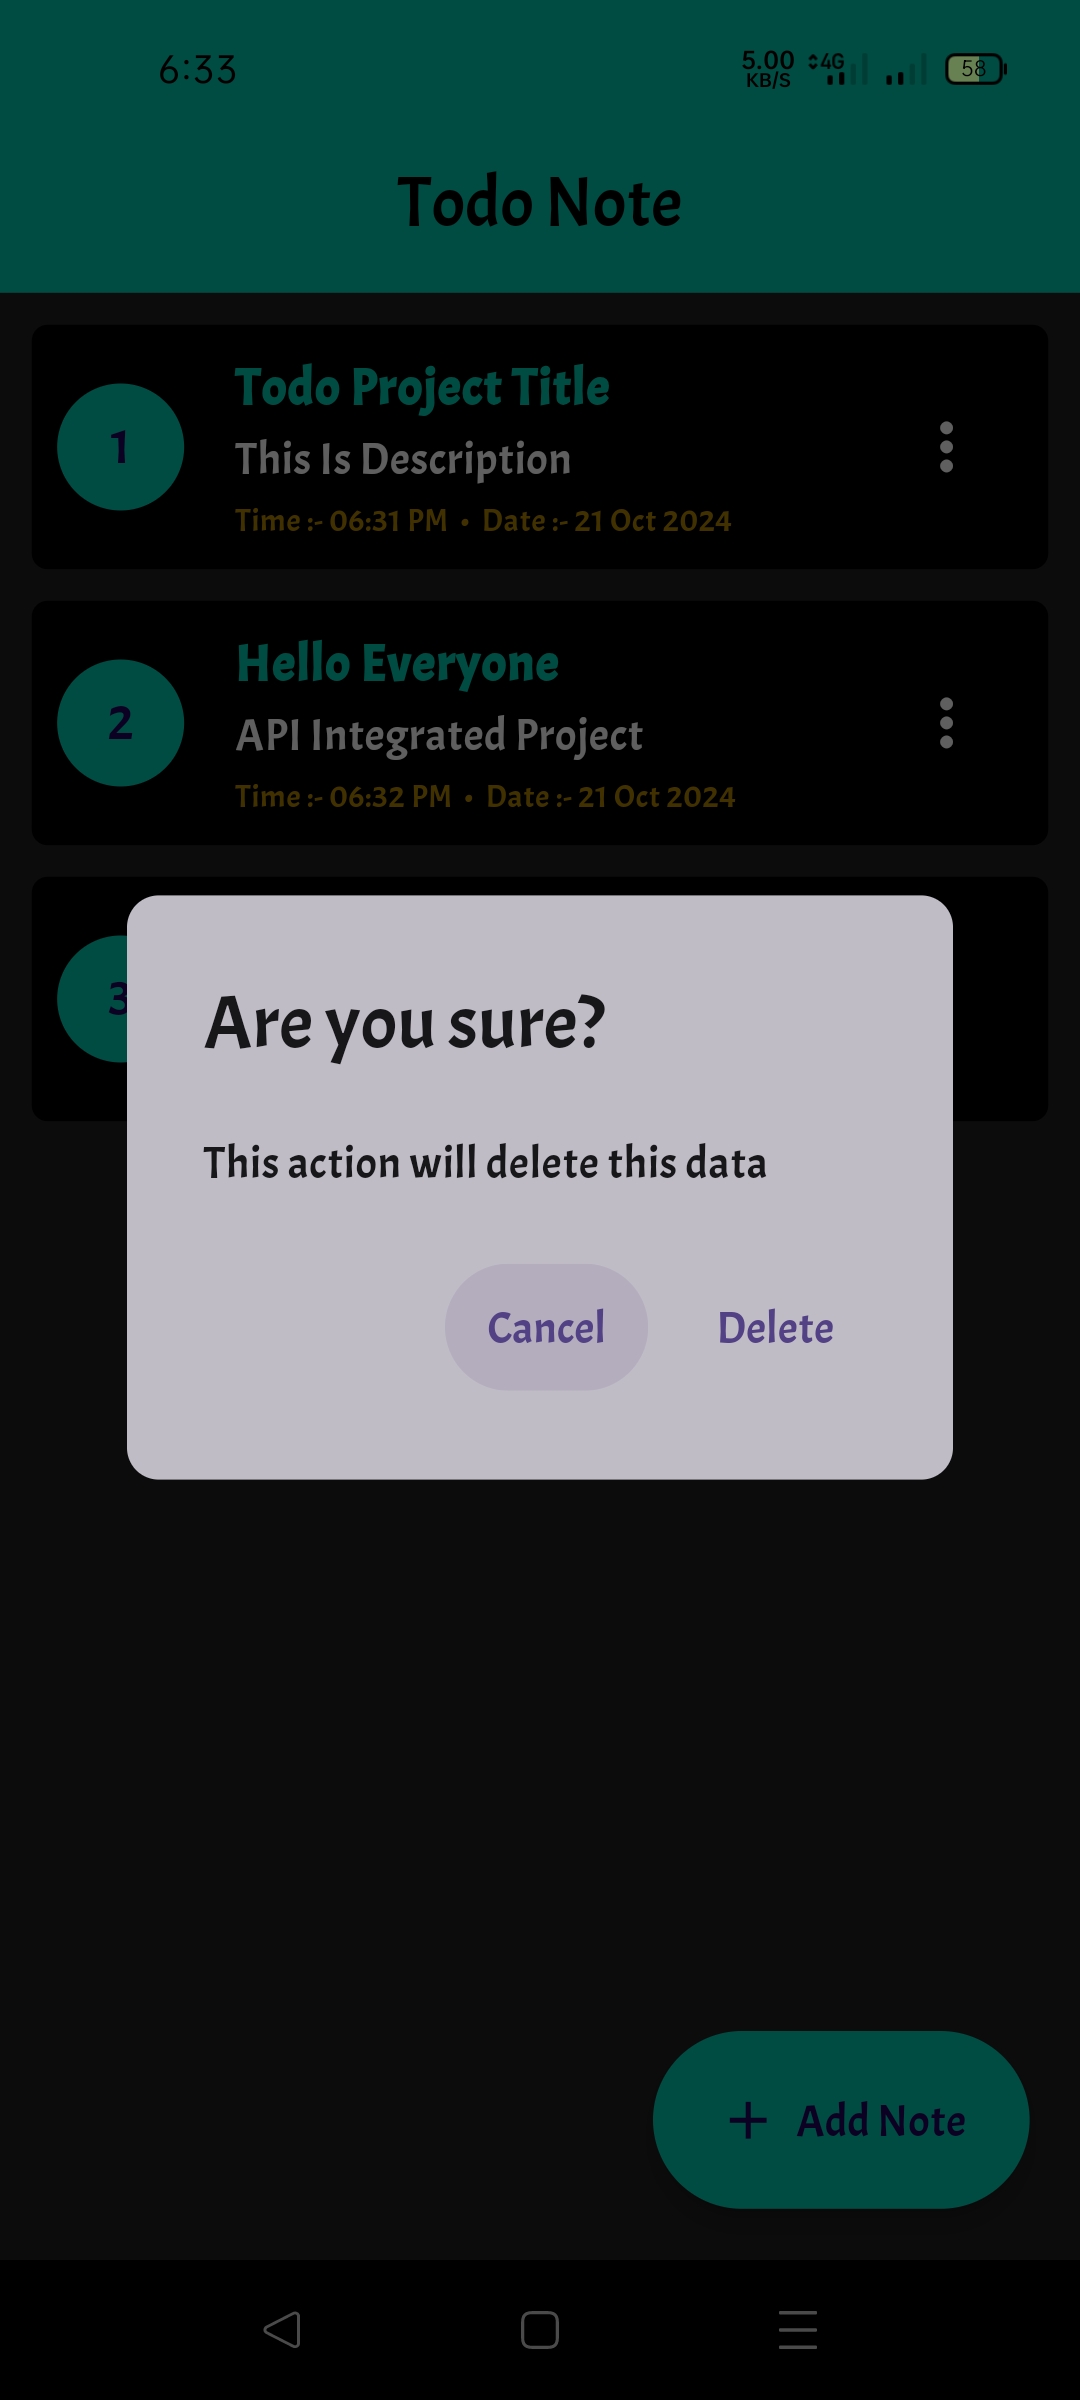 6:33
5.00
KB/S
4G
58
Todo Note
1
Todo Project Title
This Is Description
Time :- 06:31 PM • Date :- 21 Oct 2024
2
Hello Everyone
API Integrated Project
Time :- 06:32 PM • Date :- 21 Oct 2024
3
Are you sure?
This action will delete this data
Cancel Delete
+ Add Note